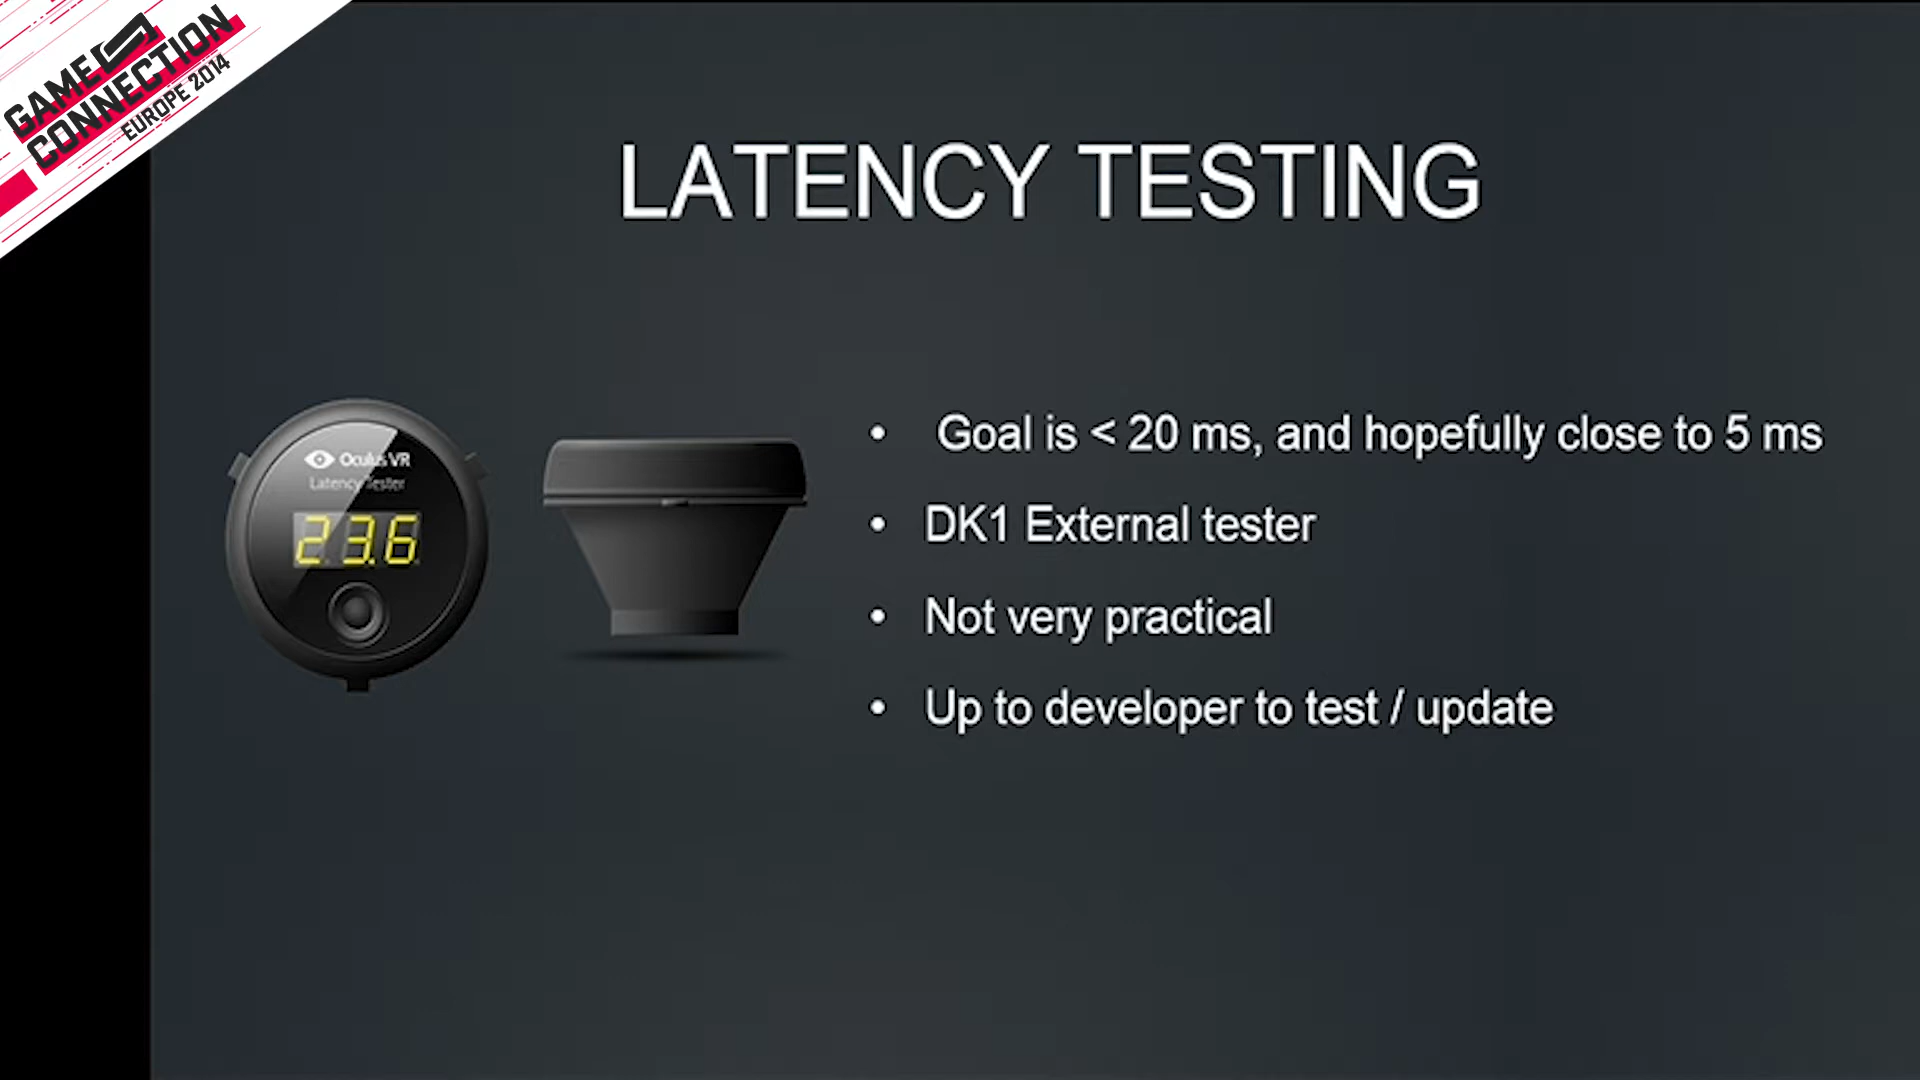 GAME
CONNECTION
EUROPE 2014
LATENCY TESTING
Oculus VR
Latency Tester
23.6
• Goal is < 20 ms, and hopefully close to 5 ms
• DK1 External tester
• Not very practical
• Up to developer to test / update